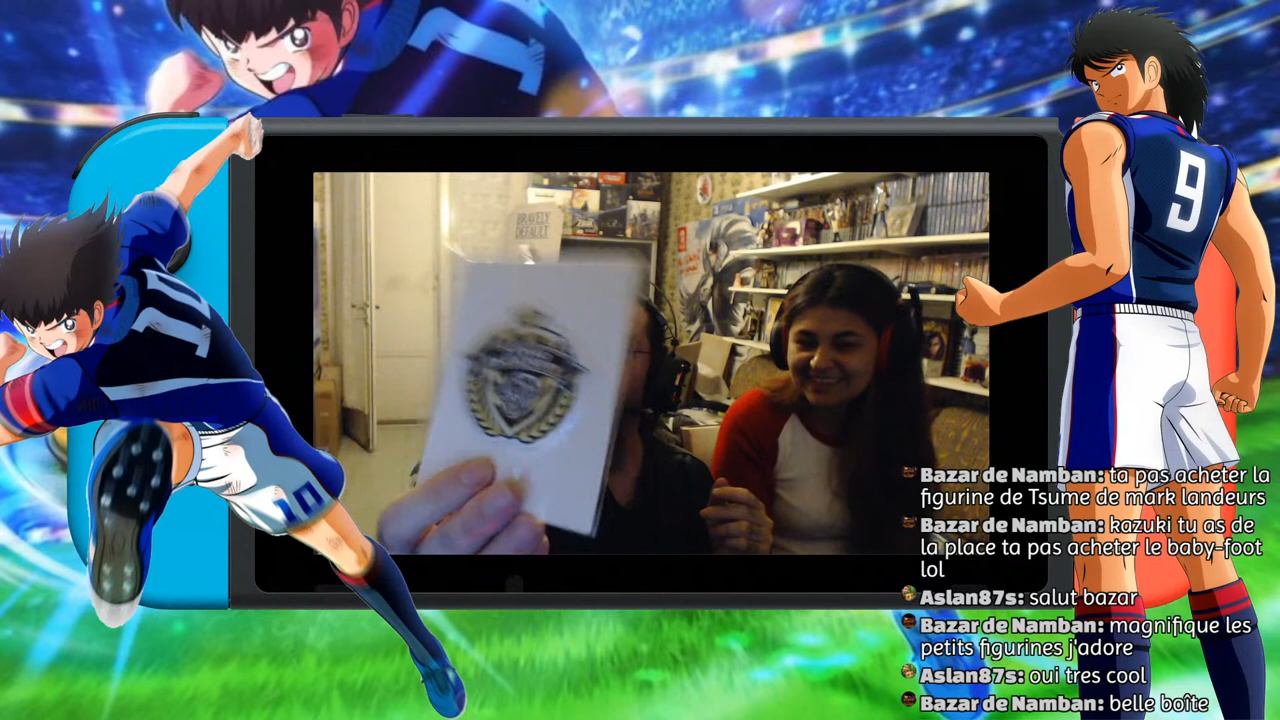 BRAVELY
DEFAULT
9
10
10
Bazar de Namban: ta pas acheter la
figurine de Tsume de mark landeurs
Bazar de Namban: kazuki tu as de
la place ta pas acheter le baby-foot
lol
Aslan87s: salut bazar
Bazar de Namban: magnifique les
petits figurines j'adore
Aslan87s: oui tres cool
Bazar de Namban: belle boîte